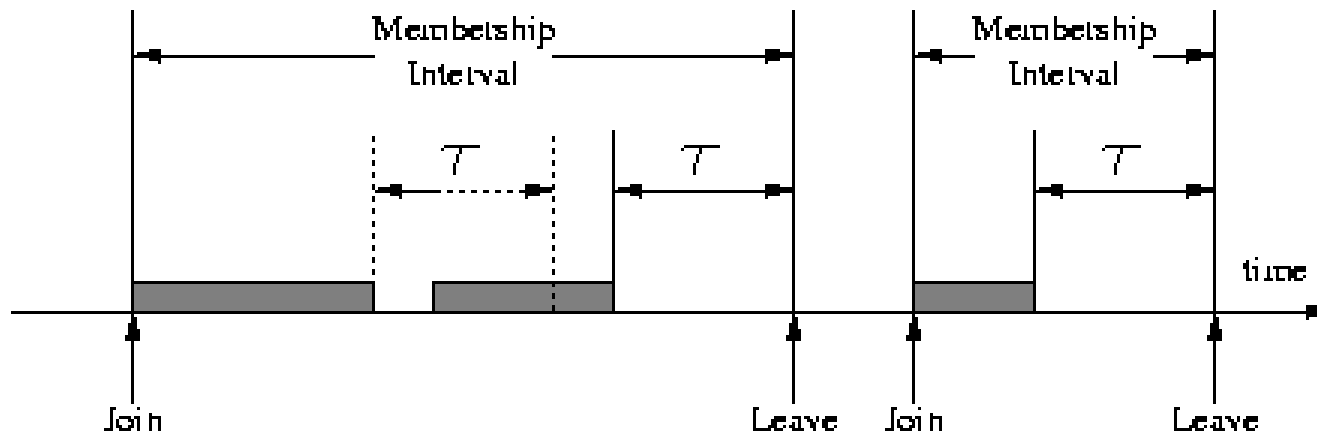 Membership
Interval
Membership
Interval
τ
τ
τ
time
Join
Leave
Join
Leave